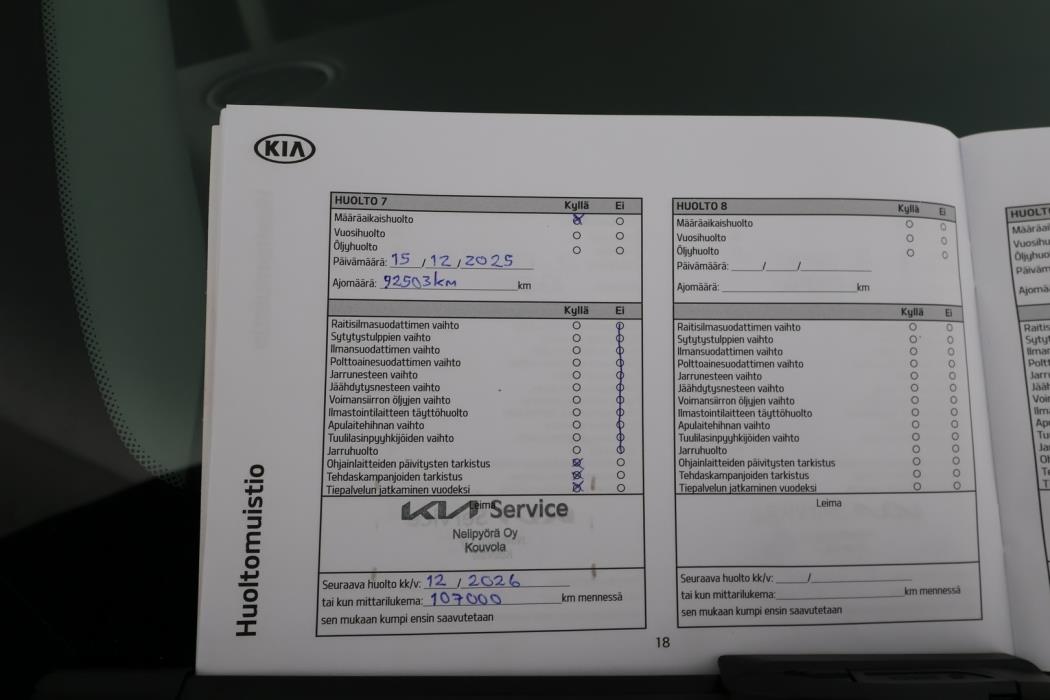 KIA
Huoltomuistio
HUOLTO 7 Kyllä Ei
Määräaikaishuolto
Vuosihuolto
Öljyhuolto
Päivämäärä: 15 / 12 / 2025
Ajomäärä: 92503km km
Kyllä Ei
Raitisilmasuodattimen vaihto
Sytytystulppien vaihto
Ilmansuodattimen vaihto
Polttoainesuodattimen vaihto
Jarrunesteen vaihto
Jäähdytysnesteen vaihto
Voimansiirron öljyjen vaihto
Ilmastointilaitteen täyttöhuolto
Apulaitehihnan vaihto
Tuulilasinpyyhkijöiden vaihto
Jarruhuolto
Ohjainlaitteiden päivitysten tarkistus
Tehdaskampanjoiden tarkistus
Tiepalvelun jatkaminen vuodeksi
Leima
KIA Service
Nelipyörä Oy
Kouvola
Seuraava huolto kk/v: 12 / 2026
tai kun mittarilukema: 107000 km mennessä
sen mukaan kumpi ensin saavutetaan
HUOLTO 8 Kyllä Ei
Määräaikaishuolto
Vuosihuolto
Öljyhuolto
Päivämäärä: / /
Ajomäärä: km
Kyllä Ei
Raitisilmasuodattimen vaihto
Sytytystulppien vaihto
Ilmansuodattimen vaihto
Polttoainesuodattimen vaihto
Jarrunesteen vaihto
Jäähdytysnesteen vaihto
Voimansiirron öljyjen vaihto
Ilmastointilaitteen täyttöhuolto
Apulaitehihnan vaihto
Tuulilasinpyyhkijöiden vaihto
Jarruhuolto
Ohjainlaitteiden päivitysten tarkistus
Tehdaskampanjoiden tarkistus
Tiepalvelun jatkaminen vuodeksi
Leima
Seuraava huolto kk/v: /
tai kun mittarilukema: km mennessä
sen mukaan kumpi ensin saavutetaan
18